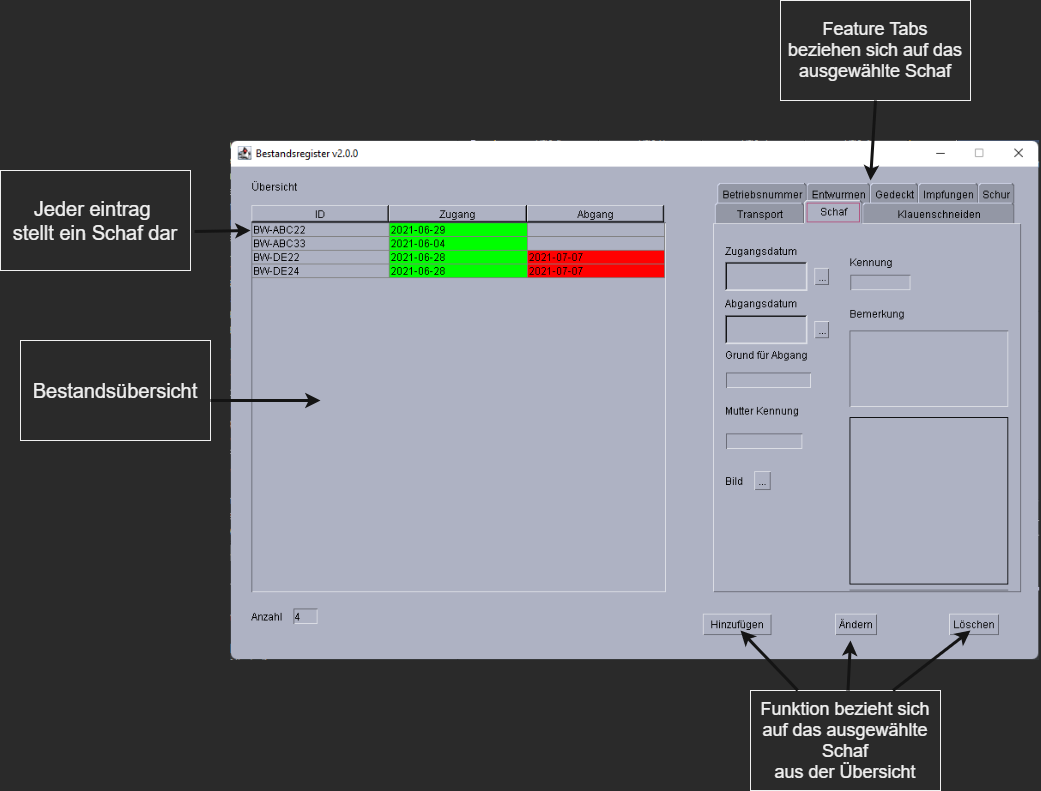 Feature Tabs
beziehen sich auf das
ausgewählte Schaf
Bestandsregister v2.0.0
Jeder eintrag
stellt ein Schaf dar
Bestandsübersicht
Übersicht
ID Zugang Abgang
BW-ABC22 2021-06-29
BW-ABC33 2021-06-04
BW-DE22 2021-06-28 2021-07-07
BW-DE24 2021-06-28 2021-07-07
Anzahl 4
Betriebsnummer Entwurmen Gedeckt Impfungen Schur
Transport Schaf Klauenschneiden
Zugangsdatum
...
Kennung
Abgangsdatum
...
Bemerkung
Grund für Abgang
Mutter Kennung
Bild ...
Hinzufügen Ändern Löschen
Funktion bezieht sich
auf das ausgewählte
Schaf
aus der Übersicht